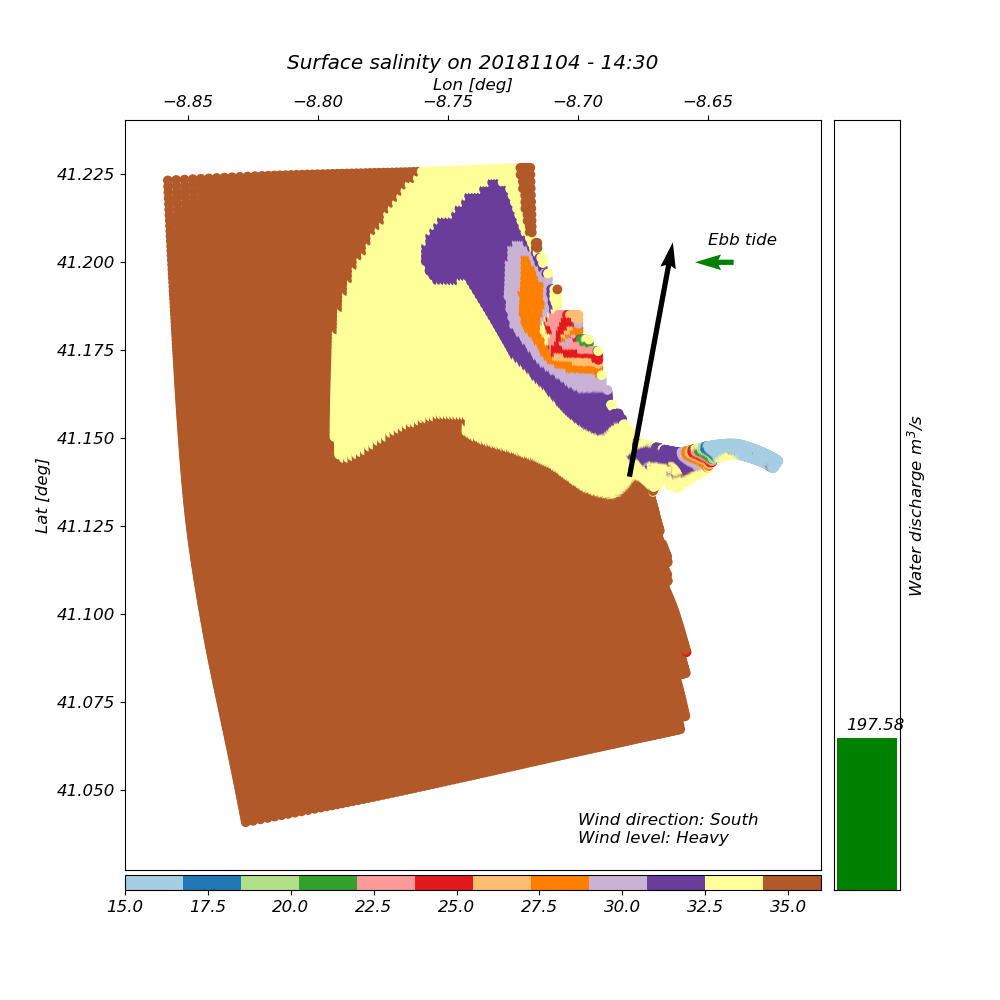 Surface salinity on 20181104 - 14:30
Lon [deg]
−8.85 −8.80 −8.75 −8.70 −8.65
41.225
41.200
41.175
41.150
41.125
41.100
41.075
41.050
Lat [deg]
Ebb tide
Wind direction: South
Wind level: Heavy
15.0 17.5 20.0 22.5 25.0 27.5 30.0 32.5 35.0
197.58
Water discharge m³/s